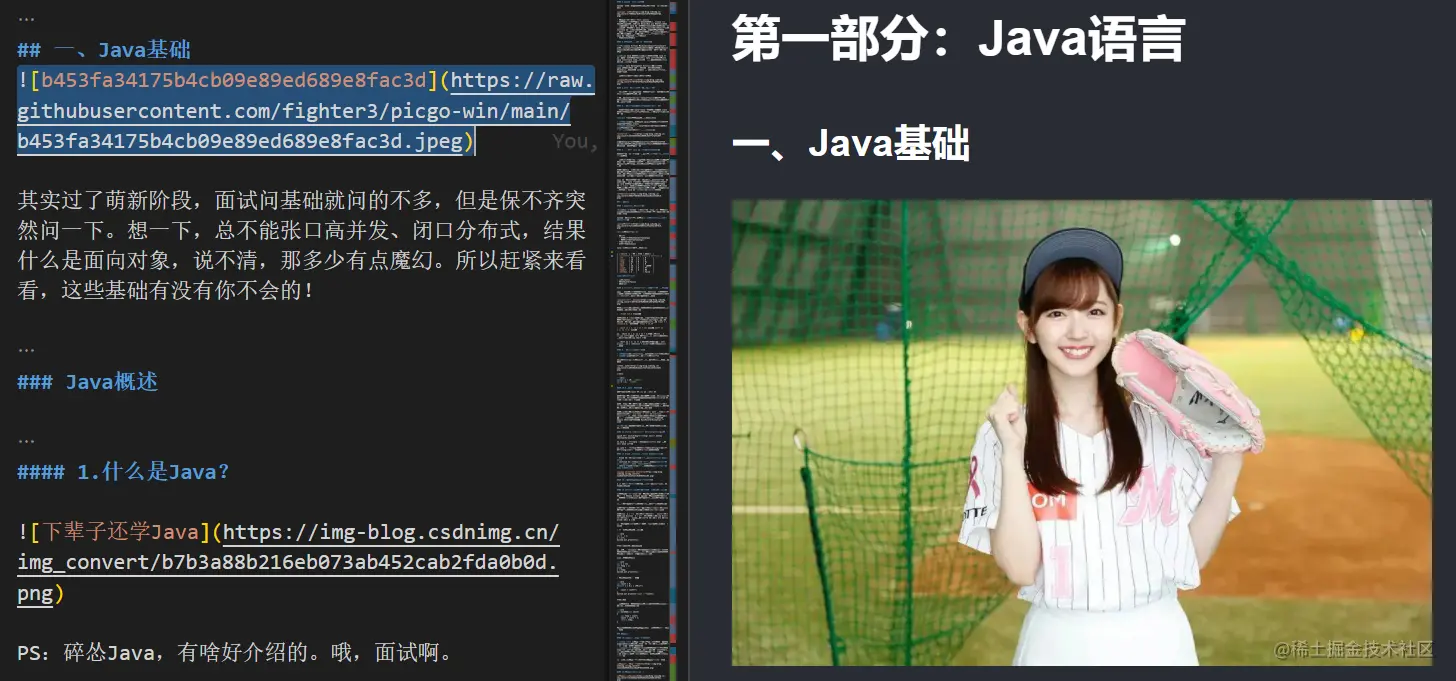 ...
## 一、Java基础
![b453fa34175b4cb09e89ed689e8fac3d](https://raw.
githubusercontent.com/fighter3/picgo-win/main/
b453fa34175b4cb09e89ed689e8fac3d.jpeg)
You,
其实过了萌新阶段，面试问基础就问的不多，但是保不齐突
然问一下。想一下，总不能张口高并发、闭口分布式，结果
什么是面向对象，说不清，那多少有点魔幻。所以赶紧来看
看，这些基础有没有你不会的！
...
### Java概述
...
#### 1.什么是Java？
![下辈子还学Java](https://img-blog.csdnimg.cn/
img_convert/b7b3a88b216eb073ab452cab2fda0b0d.
png)
PS：碎怂Java，有啥好介绍的。哦，面试啊。
第一部分：Java语言
一、Java基础
OM
TTE
M
@稀土掘金技术社区